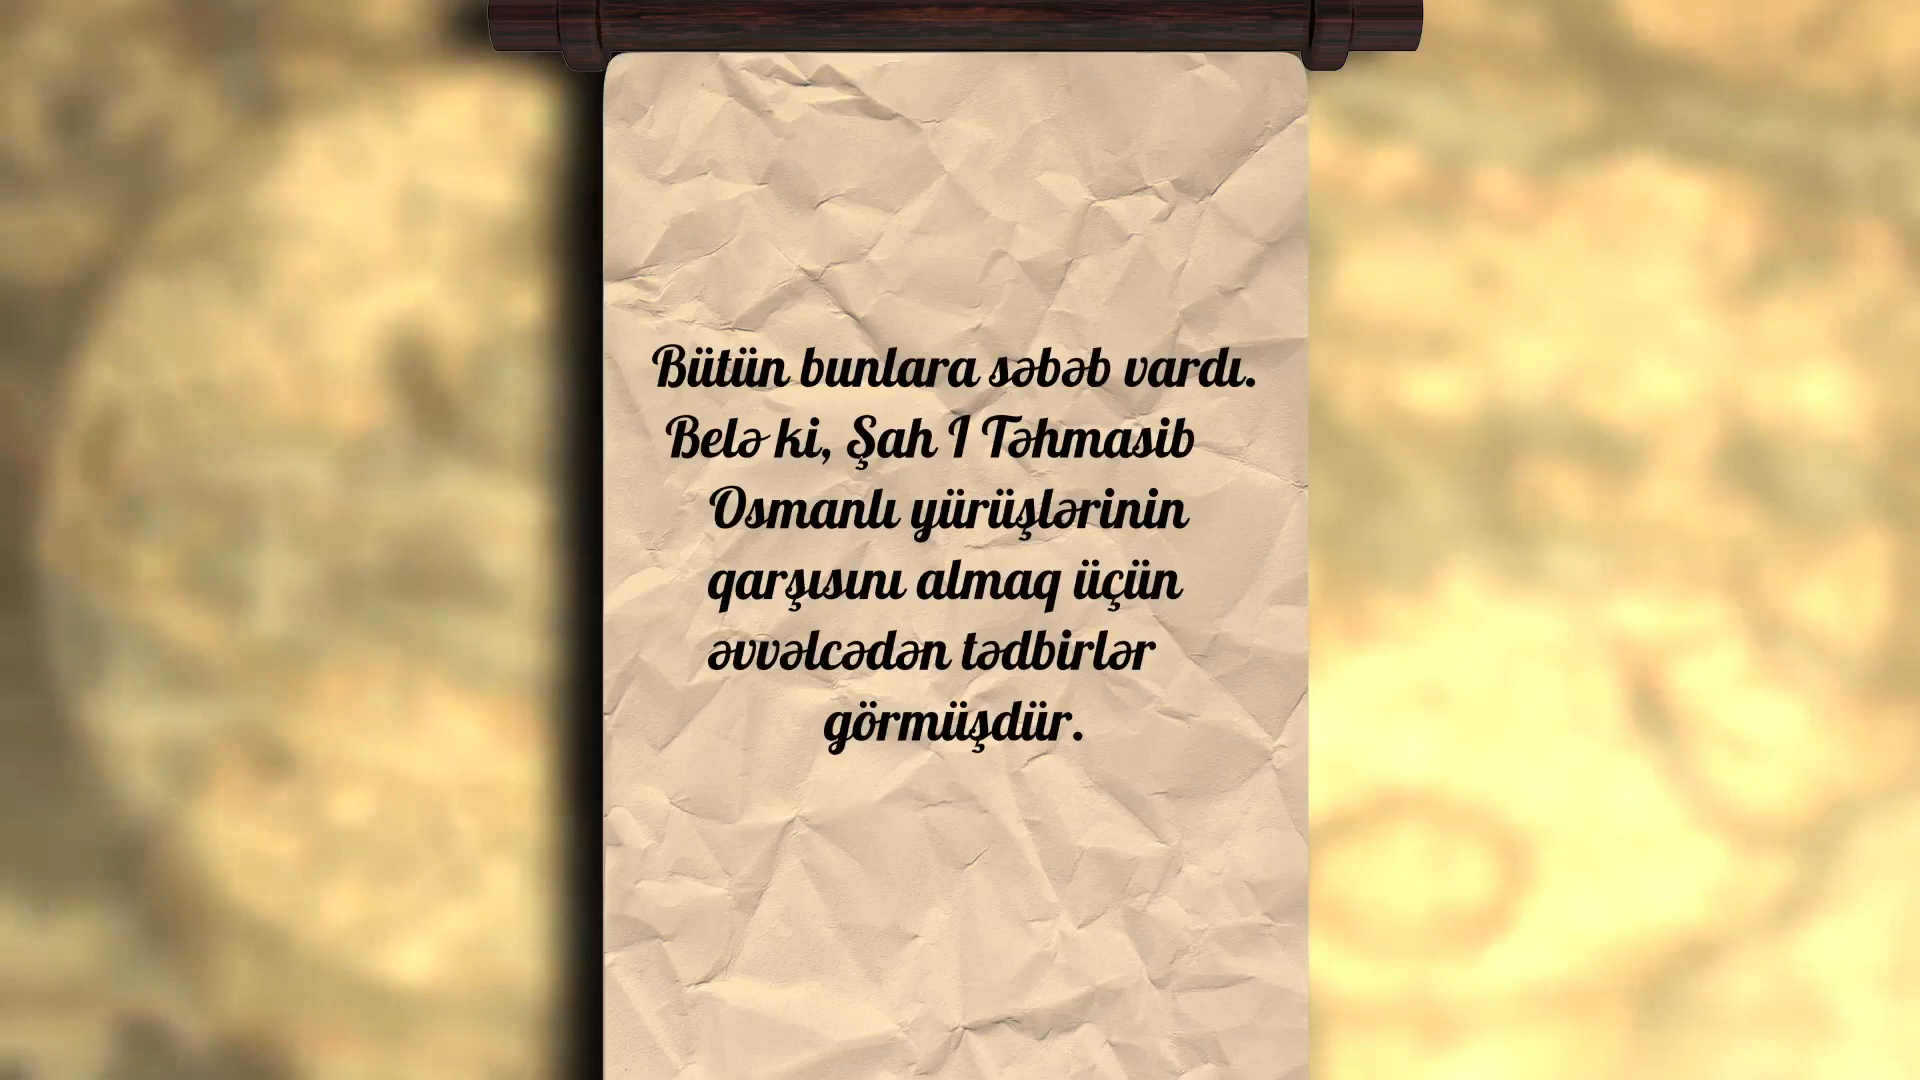 Bütün bunlara səbəb vardı.
Belə ki, Şah I Təhmasib
Osmanlı yürüşlərinin
qarşısını almaq üçün
əvvəlcədən tədbirlər
görmüşdür.